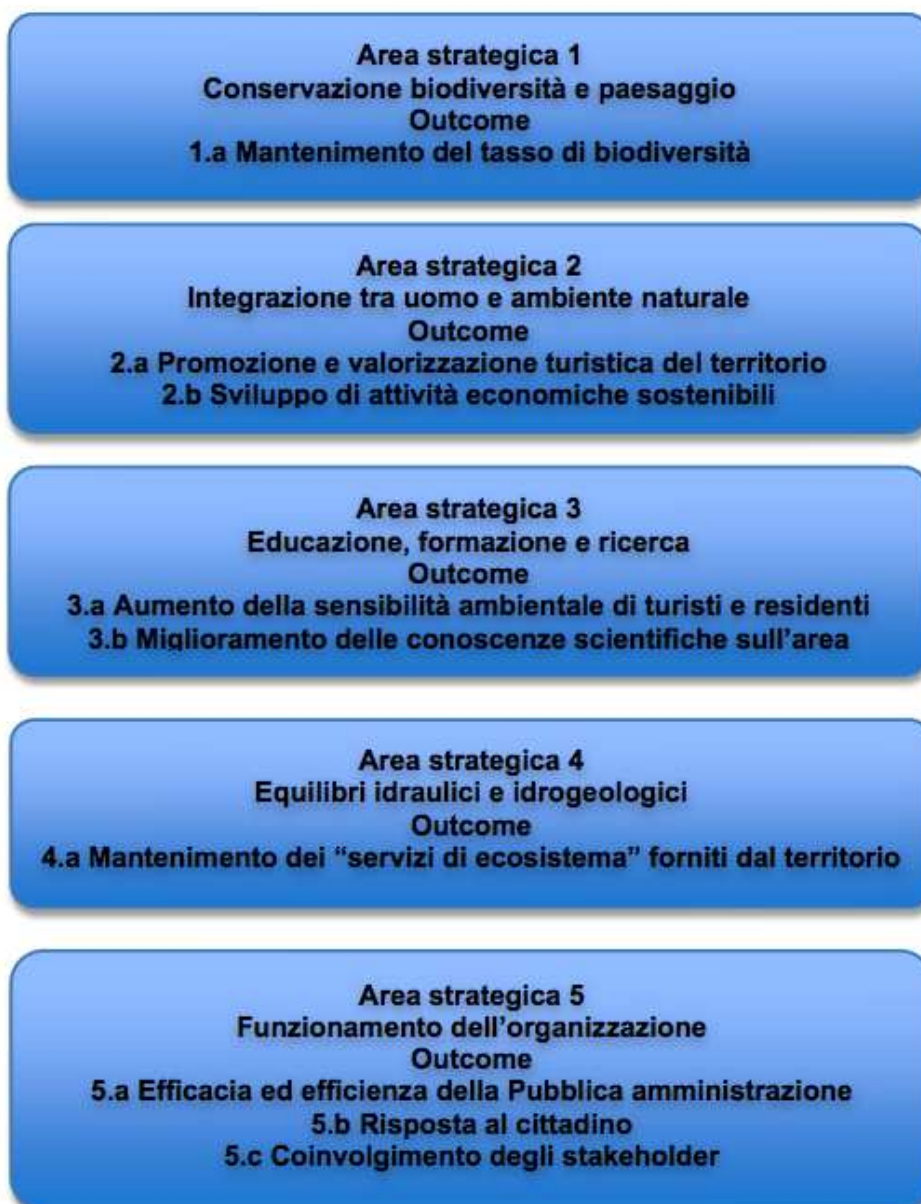 Area strategica 1
Conservazione biodiversità e paesaggio
Outcome
1.a Mantenimento del tasso di biodiversità
Area strategica 2
Integrazione tra uomo e ambiente naturale
Outcome
2.a Promozione e valorizzazione turistica del territorio
2.b Sviluppo di attività economiche sostenibili
Area strategica 3
Educazione, formazione e ricerca
Outcome
3.a Aumento della sensibilità ambientale di turisti e residenti
3.b Miglioramento delle conoscenze scientifiche sull'area
Area strategica 4
Equilibri idraulici e idrogeologici
Outcome
4.a Mantenimento dei “servizi di ecosistema” forniti dal territorio
Area strategica 5
Funzionamento dell'organizzazione
Outcome
5.a Efficacia ed efficienza della Pubblica amministrazione
5.b Risposta al cittadino
5.c Coinvolgimento degli stakeholder